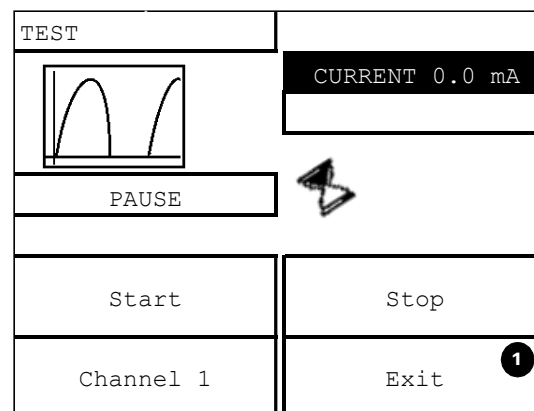 TEST
CURRENT 0.0 mA
PAUSE
Start
Stop
Channel 1
Exit
1